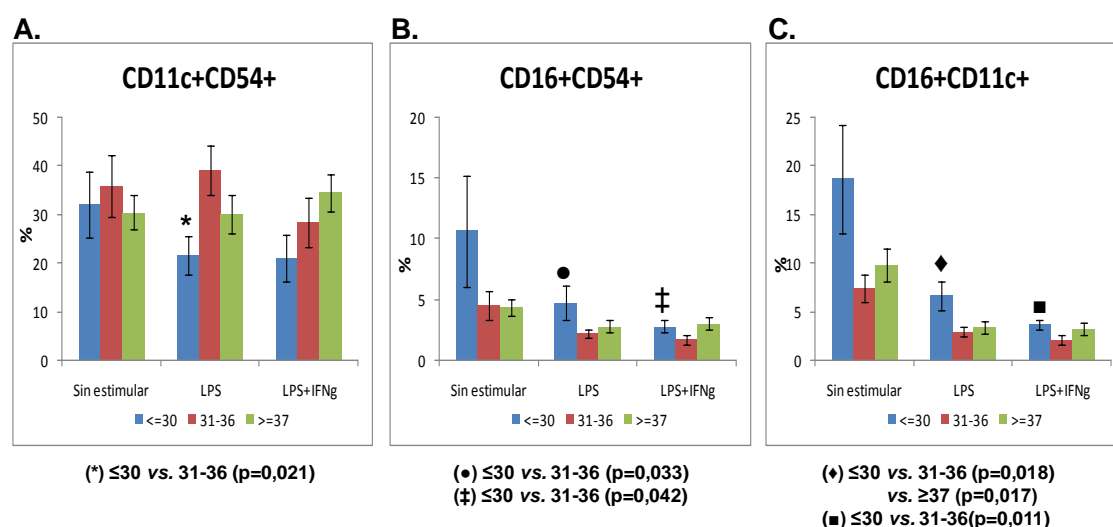 A.
CD11c+CD54+
50
40
30
20
10
0
%
*
Sin estimular LPS LPS+IFNg
<=30 31-36 >=37
(*) ≤30 vs. 31-36 (p=0,021)
B.
CD16+CD54+
20
15
10
5
0
%
●
‡
Sin estimular LPS LPS+IFNg
<=30 31-36 >=37
(●) ≤30 vs. 31-36 (p=0,033)
(‡) ≤30 vs. 31-36 (p=0,042)
C.
CD16+CD11c+
25
20
15
10
5
0
%
♦
■
Sin estimular LPS LPS+IFNg
<=30 31-36 >=37
(♦) ≤30 vs. 31-36 (p=0,018)
vs. ≥37 (p=0,017)
(■) ≤30 vs. 31-36(p=0,011)